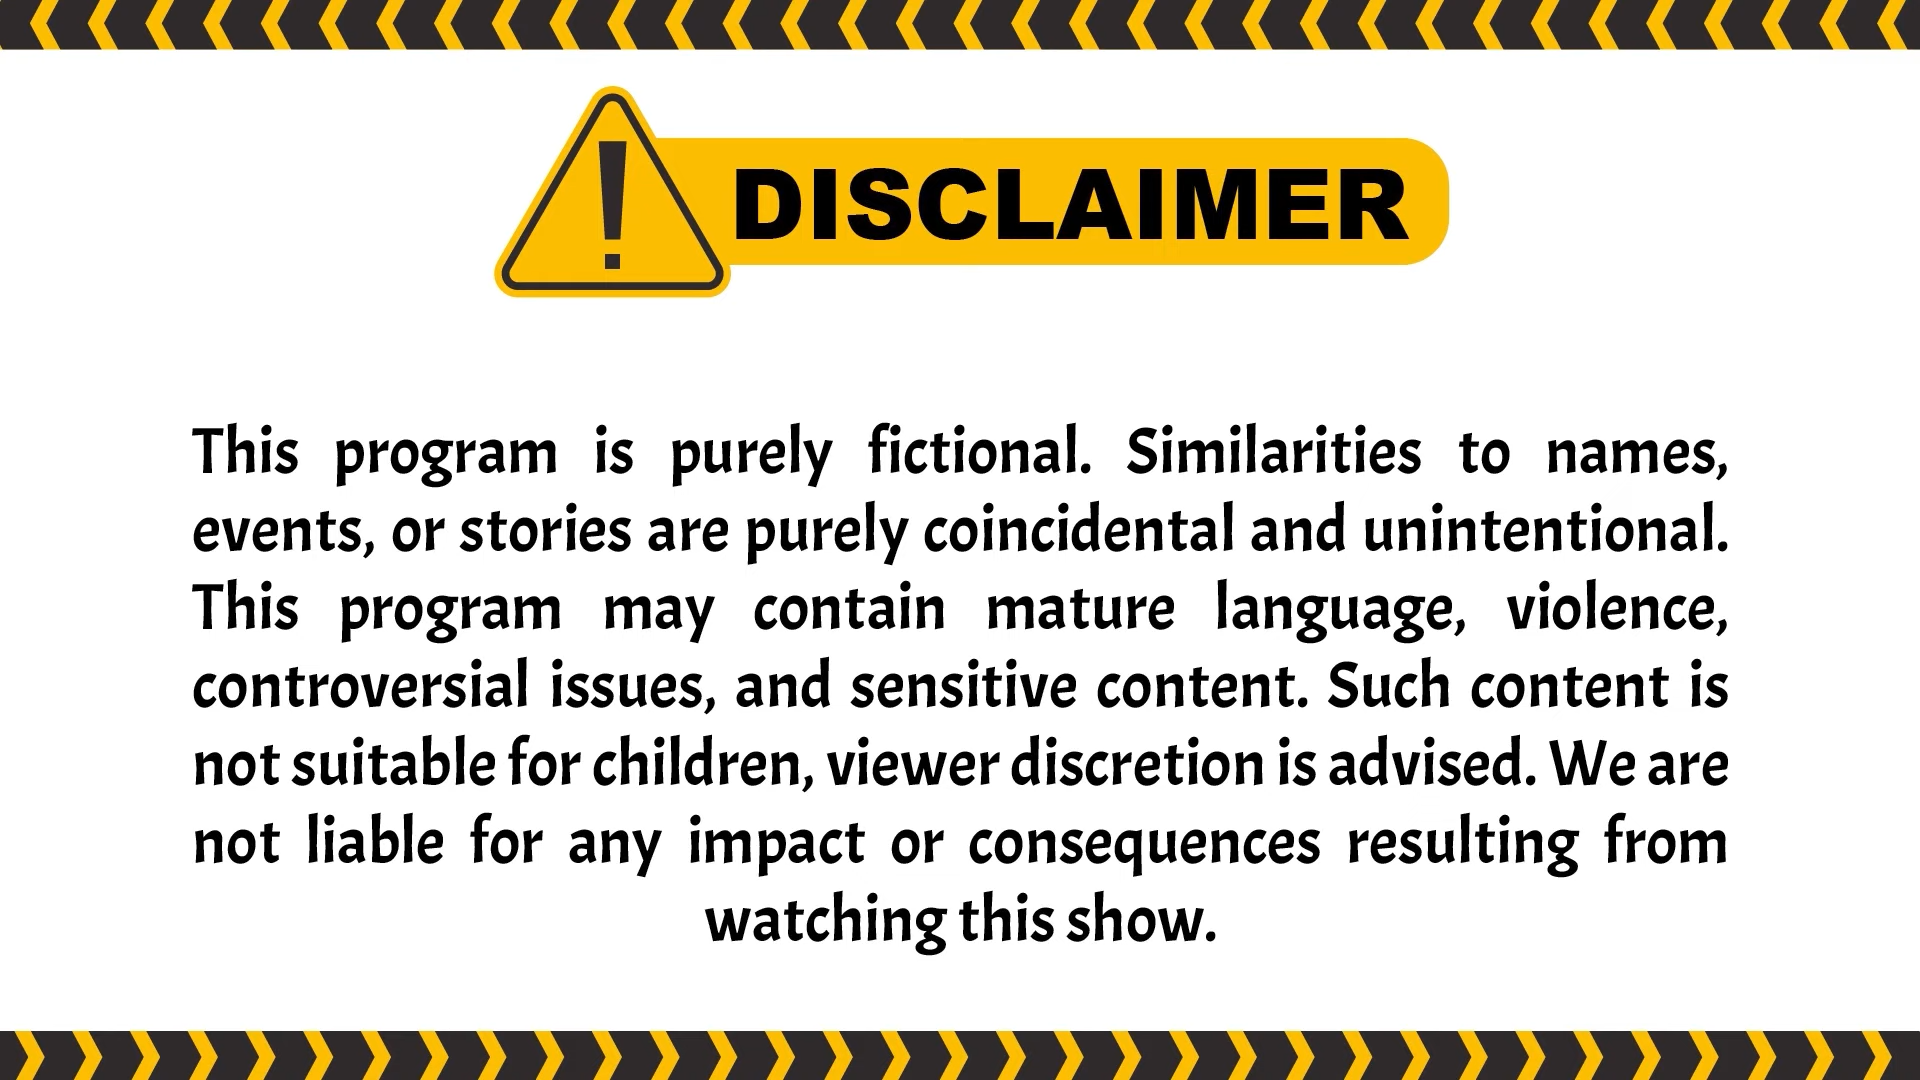 DISCLAIMER
This program is purely fictional. Similarities to names,
events, or stories are purely coincidental and unintentional.
This program may contain mature language, violence,
controversial issues, and sensitive content. Such content is
not suitable for children, viewer discretion is advised. We are
not liable for any impact or consequences resulting from
watching this show.